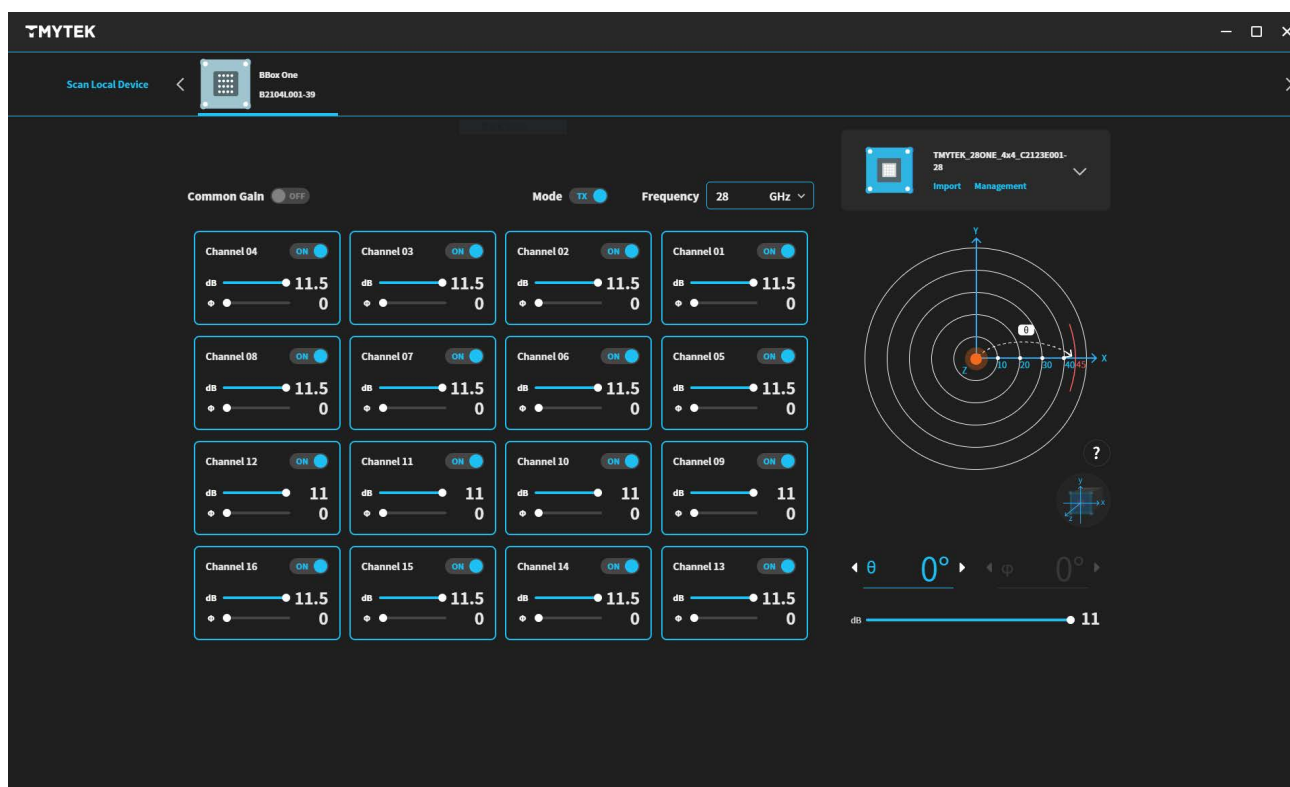 TMYTEK
Scan Local Device
BBox One
B2104L001-39
TMYTEK_28ONE_4x4_C2123E001-
28
Import Management
Common Gain OFF
Mode TX
Frequency 28 GHz
Channel 04 ON
dB 11.5
Φ 0
Channel 03 ON
dB 11.5
Φ 0
Channel 02 ON
dB 11.5
Φ 0
Channel 01 ON
dB 11.5
Φ 0
Channel 08 ON
dB 11.5
Φ 0
Channel 07 ON
dB 11.5
Φ 0
Channel 06 ON
dB 11.5
Φ 0
Channel 05 ON
dB 11.5
Φ 0
Channel 12 ON
dB 11
Φ 0
Channel 11 ON
dB 11
Φ 0
Channel 10 ON
dB 11
Φ 0
Channel 09 ON
dB 11
Φ 0
Channel 16 ON
dB 11.5
Φ 0
Channel 15 ON
dB 11.5
Φ 0
Channel 14 ON
dB 11.5
Φ 0
Channel 13 ON
dB 11.5
Φ 0
Y
θ
X
Z 10 20 30 40 45
?
y
x
z
θ 0° φ 0°
dB 11